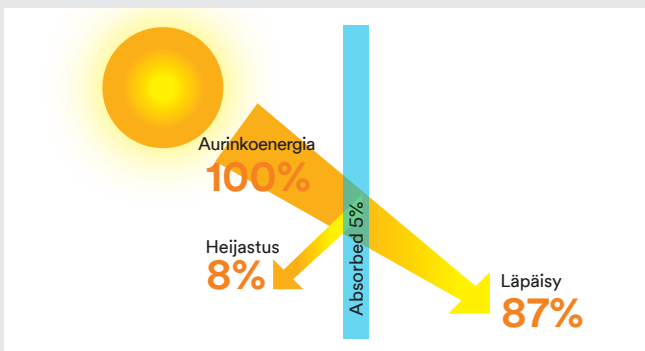 Aurinkoenergia
100%
Heijastus
8%
Absorbed 5%
Läpäisy
87%